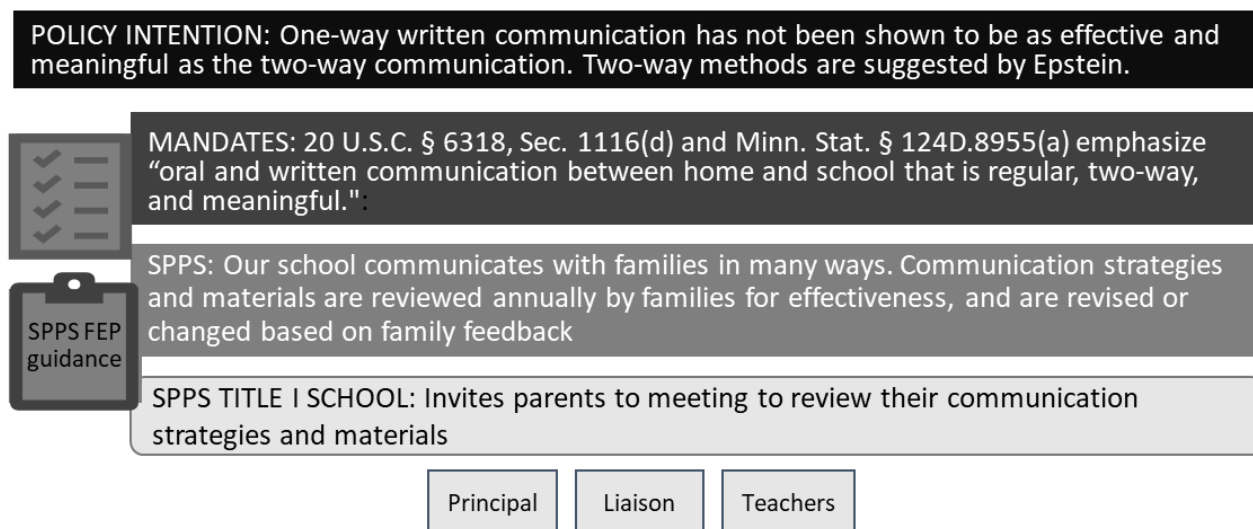 POLICY INTENTION: One-way written communication has not been shown to be as effective and
meaningful as the two-way communication. Two-way methods are suggested by Epstein.
MANDATES: 20 U.S.C. § 6318, Sec. 1116(d) and Minn. Stat. § 124D.8955(a) emphasize
“oral and written communication between home and school that is regular, two-way,
and meaningful.":
SPPS: Our school communicates with families in many ways. Communication strategies
and materials are reviewed annually by families for effectiveness, and are revised or
changed based on family feedback
SPPS FEP
guidance
SPPS TITLE I SCHOOL: Invites parents to meeting to review their communication
strategies and materials
Principal
Liaison
Teachers